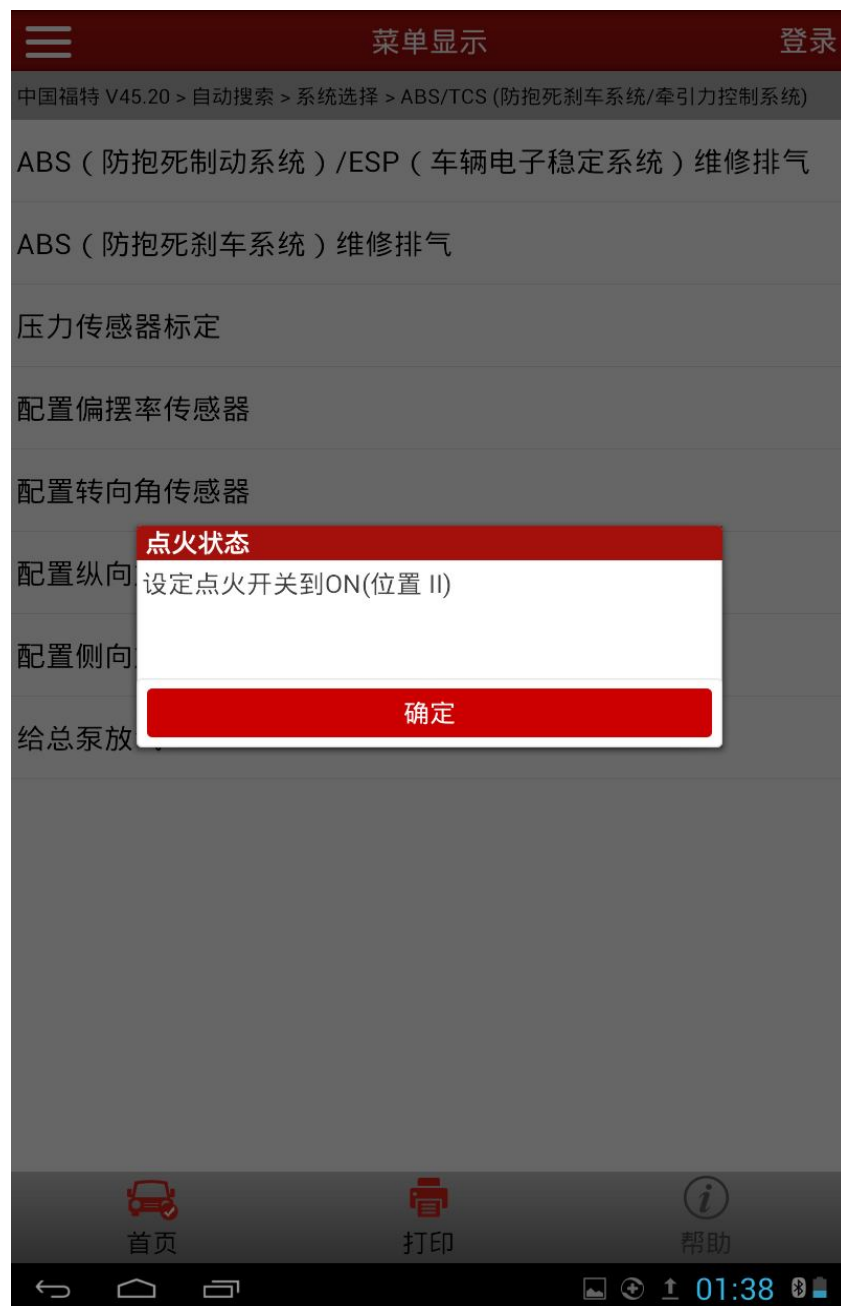 菜单显示
登录
中国福特 V45.20 > 自动搜索 > 系统选择 > ABS/TCS (防抱死刹车系统/牵引力控制系统)
ABS（防抱死制动系统）/ESP（车辆电子稳定系统）维修排气
ABS（防抱死刹车系统）维修排气
压力传感器标定
配置偏摆率传感器
配置转向角传感器
点火状态
配置纵向
设定点火开关到ON(位置 II)
配置侧向
确定
给总泵放
首页
打印
帮助
01:38